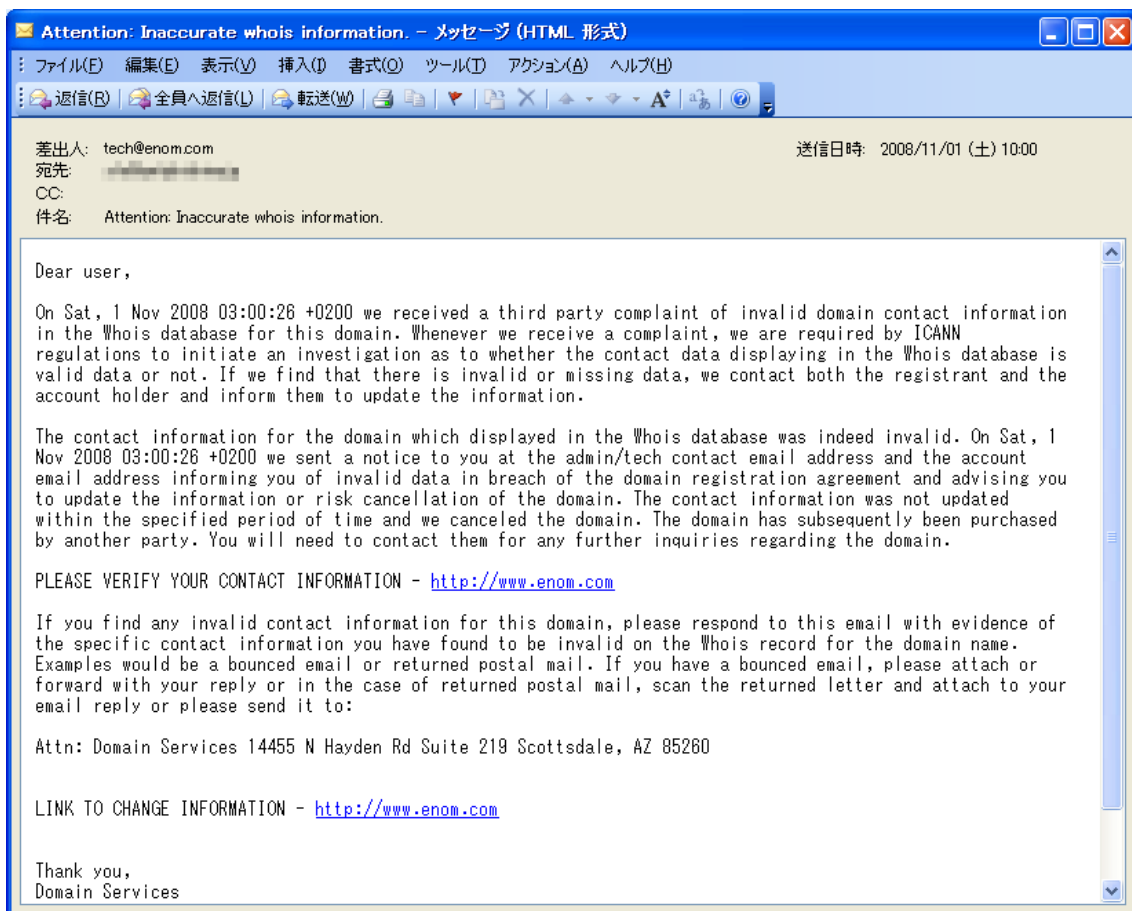 Attention: Inaccurate whois information. - メッセージ (HTML 形式)
ファイル(F) 編集(E) 表示(V) 挿入(I) 書式(O) ツール(T) アクション(A) ヘルプ(H)
返信(R) 全員へ返信(L) 転送(W)
差出人: tech@enom.com 送信日時: 2008/11/01 (土) 10:00
宛先:
CC:
件名: Attention: Inaccurate whois information.
Dear user,
On Sat, 1 Nov 2008 03:00:26 +0200 we received a third party complaint of invalid domain contact information
in the Whois database for this domain. Whenever we receive a complaint, we are required by ICANN
regulations to initiate an investigation as to whether the contact data displaying in the Whois database is
valid data or not. If we find that there is invalid or missing data, we contact both the registrant and the
account holder and inform them to update the information.
The contact information for the domain which displayed in the Whois database was indeed invalid. On Sat, 1
Nov 2008 03:00:26 +0200 we sent a notice to you at the admin/tech contact email address and the account
email address informing you of invalid data in breach of the domain registration agreement and advising you
to update the information or risk cancellation of the domain. The contact information was not updated
within the specified period of time and we canceled the domain. The domain has subsequently been purchased
by another party. You will need to contact them for any further inquiries regarding the domain.
PLEASE VERIFY YOUR CONTACT INFORMATION - http://www.enom.com
If you find any invalid contact information for this domain, please respond to this email with evidence of
the specific contact information you have found to be invalid on the Whois record for the domain name.
Examples would be a bounced email or returned postal mail. If you have a bounced email, please attach or
forward with your reply or in the case of returned postal mail, scan the returned letter and attach to your
email reply or please send it to:
Attn: Domain Services 14455 N Hayden Rd Suite 219 Scottsdale, AZ 85260
LINK TO CHANGE INFORMATION - http://www.enom.com
Thank you,
Domain Services